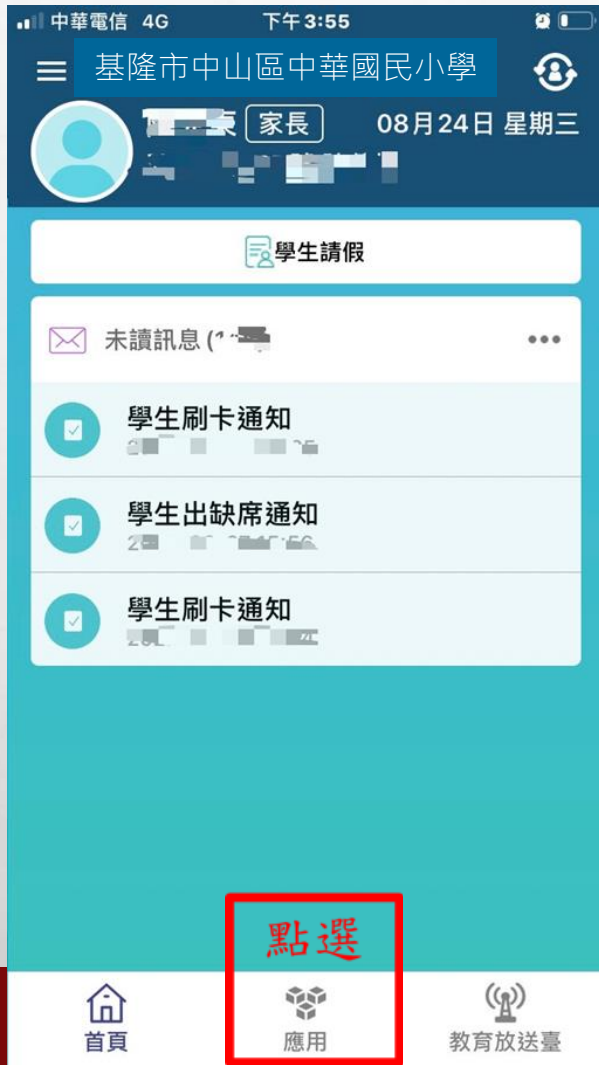 中華電信 4G 下午3:55
基隆市中山區中華國民小學
家長 08月24日 星期三
學生請假
未讀訊息
學生刷卡通知
學生出缺席通知
學生刷卡通知
點選
首頁 應用 教育放送臺